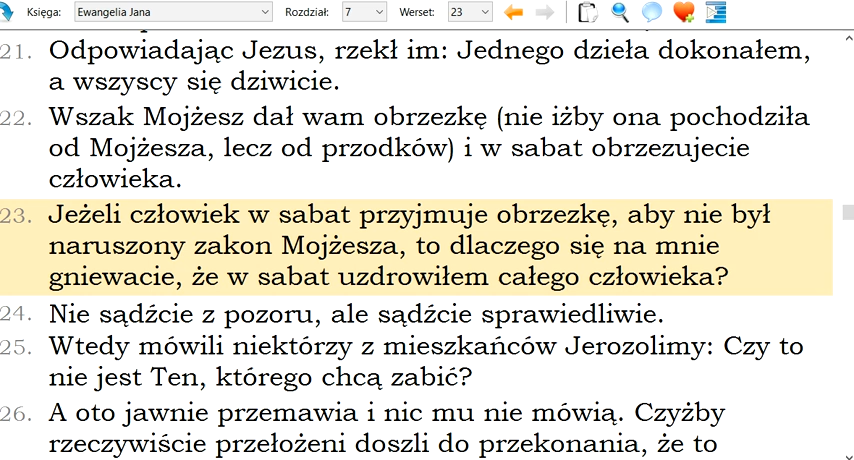 Księga: Ewangelia Jana Rozdział: 7 Werset: 23
21. Odpowiadając Jezus, rzekł im: Jednego dzieła dokonałem,
a wszyscy się dziwicie.
22. Wszak Mojżesz dał wam obrzezkę (nie iżby ona pochodziła
od Mojżesza, lecz od przodków) i w sabat obrzezujecie
człowieka.
23. Jeżeli człowiek w sabat przyjmuje obrzezkę, aby nie był
naruszony zakon Mojżesza, to dlaczego się na mnie
gniewacie, że w sabat uzdrowiłem całego człowieka?
24. Nie sądźcie z pozoru, ale sądźcie sprawiedliwie.
25. Wtedy mówili niektórzy z mieszkańców Jerozolimy: Czy to
nie jest Ten, którego chcą zabić?
26. A oto jawnie przemawia i nic mu nie mówią. Czyżby
rzeczywiście przełożeni doszli do przekonania, że to